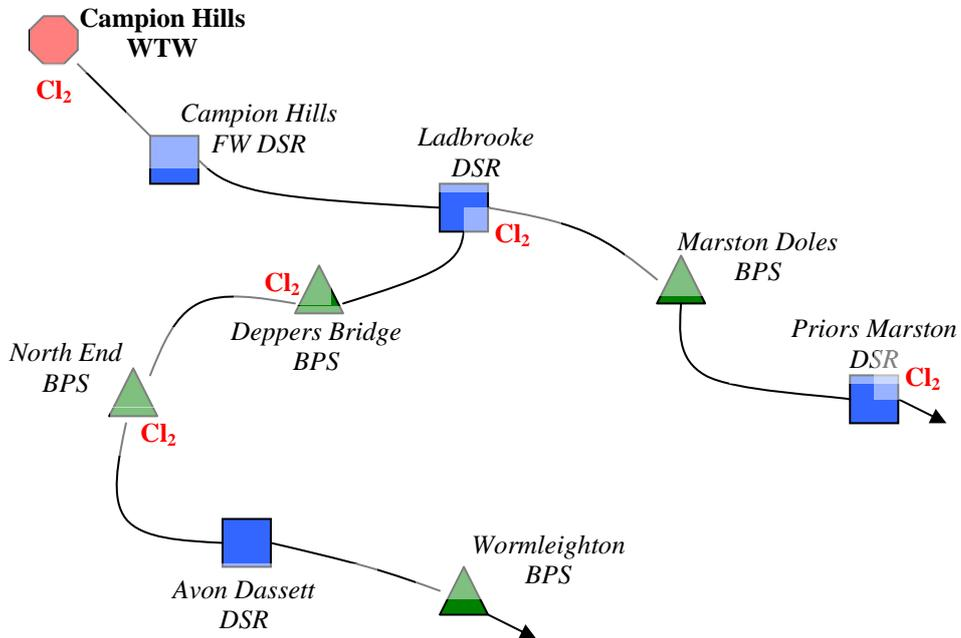 Campion Hills
WTW
Cl₂
Campion Hills
FW DSR
Ladbrooke
DSR
Cl₂
Marston Doles
BPS
Cl₂
Deppers Bridge
BPS
Priors Marston
DSR
Cl₂
North End
BPS
Cl₂
Wormleighton
BPS
Avon Dassett
DSR